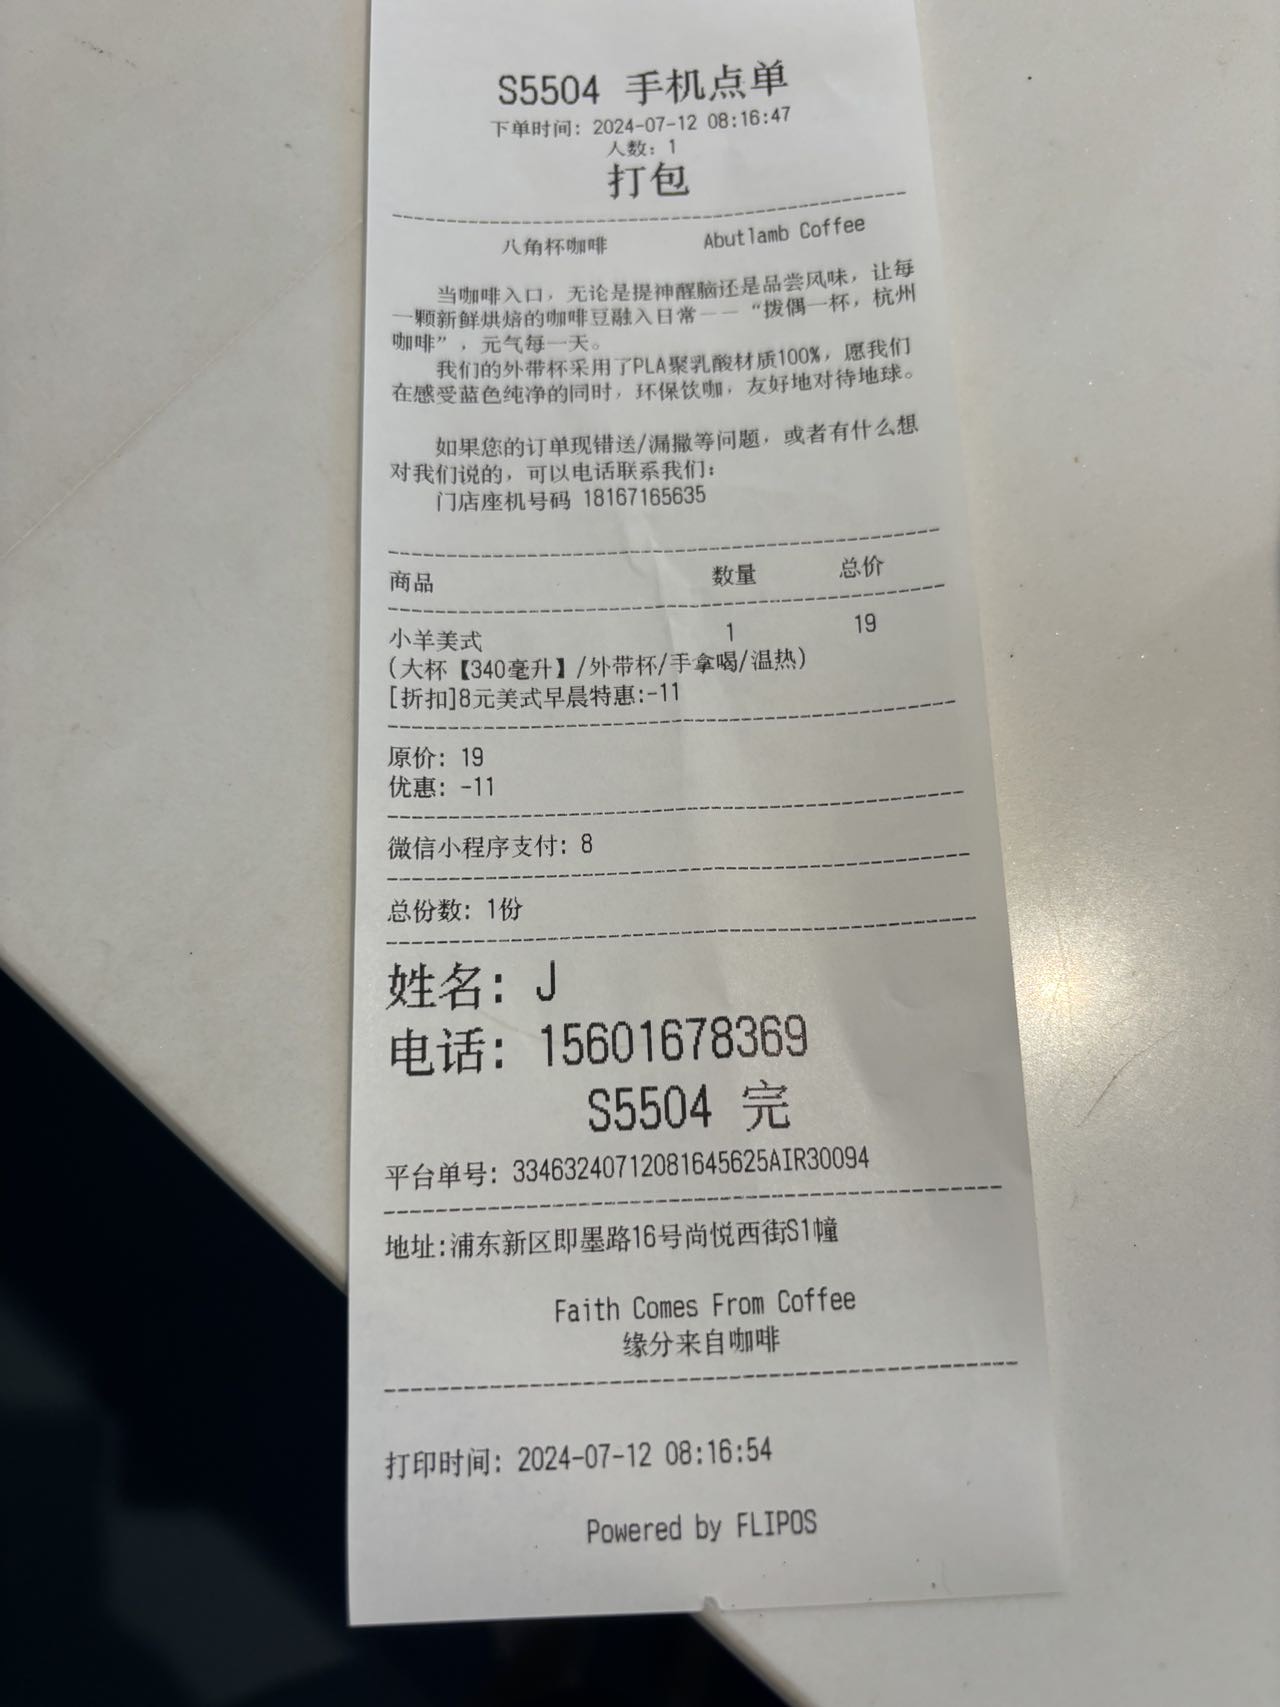 S5504 手机点单
下单时间: 2024-07-12 08:16:47
人数: 1
打包
八角杯咖啡 Abutlamb Coffee
当咖啡入口，无论是提神醒脑还是品尝风味，让每
一颗新鲜烘焙的咖啡豆融入日常——“拨偶一杯，杭州
咖啡”，元气每一天。
我们的外带杯采用了PLA聚乳酸材质100%，愿我们
在感受蓝色纯净的同时，环保饮咖，友好地对待地球。
如果您的订单现错送/漏撒等问题，或者有什么想
对我们说的，可以电话联系我们:
门店座机号码 18167165635
商品 数量 总价
小羊美式 1 19
(大杯【340毫升】/外带杯/手拿喝/温热)
[折扣]8元美式早晨特惠:-11
原价: 19
优惠: -11
微信小程序支付: 8
总份数: 1份
姓名: J
电话: 15601678369
S5504 完
平台单号: 33463240712081645625AIR30094
地址:浦东新区即墨路16号尚悦西街S1幢
Faith Comes From Coffee
缘分来自咖啡
打印时间: 2024-07-12 08:16:54
Powered by FLIPOS